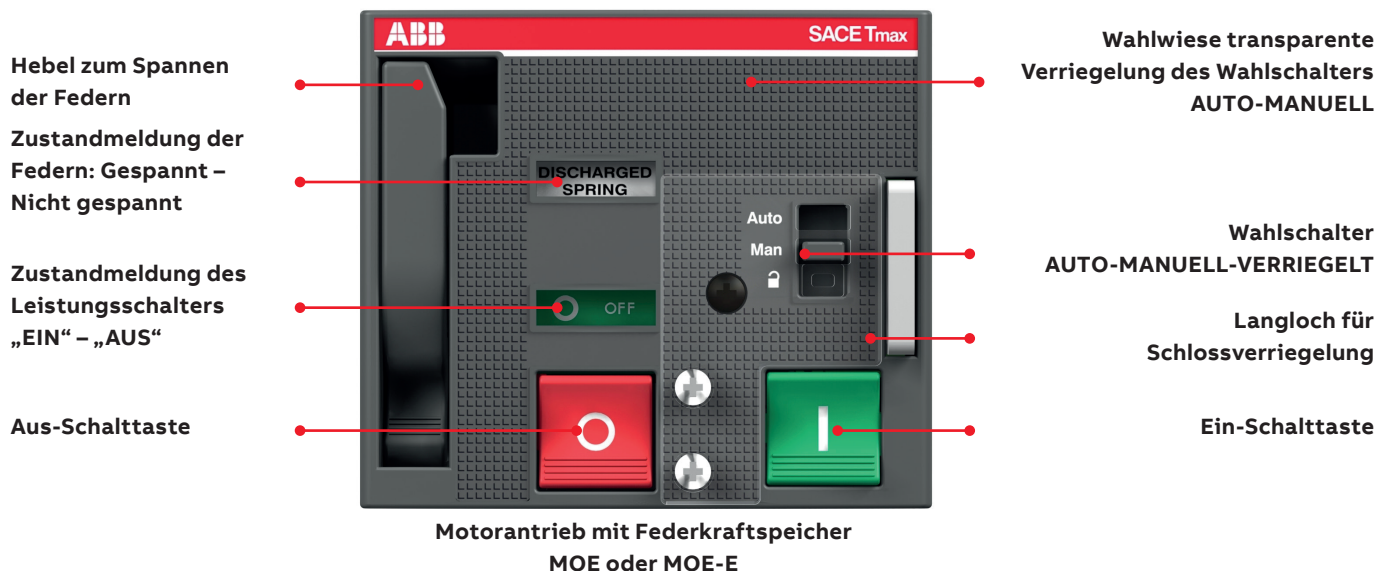 ABB
SACE Tmax
Hebel zum Spannen
der Federn
Zustandmeldung der
Federn: Gespannt –
Nicht gespannt
Zustandmeldung des
Leistungsschalters
„EIN“ – „AUS“
Aus-Schalttaste
DISCHARGED
SPRING
Auto
Man
OFF
Wahlwiese transparente
Verriegelung des Wahlschalters
AUTO-MANUELL
Wahlschalter
AUTO-MANUELL-VERRIEGELT
Langloch für
Schlossverriegelung
Ein-Schalttaste
Motorantrieb mit Federkraftspeicher
MOE oder MOE-E